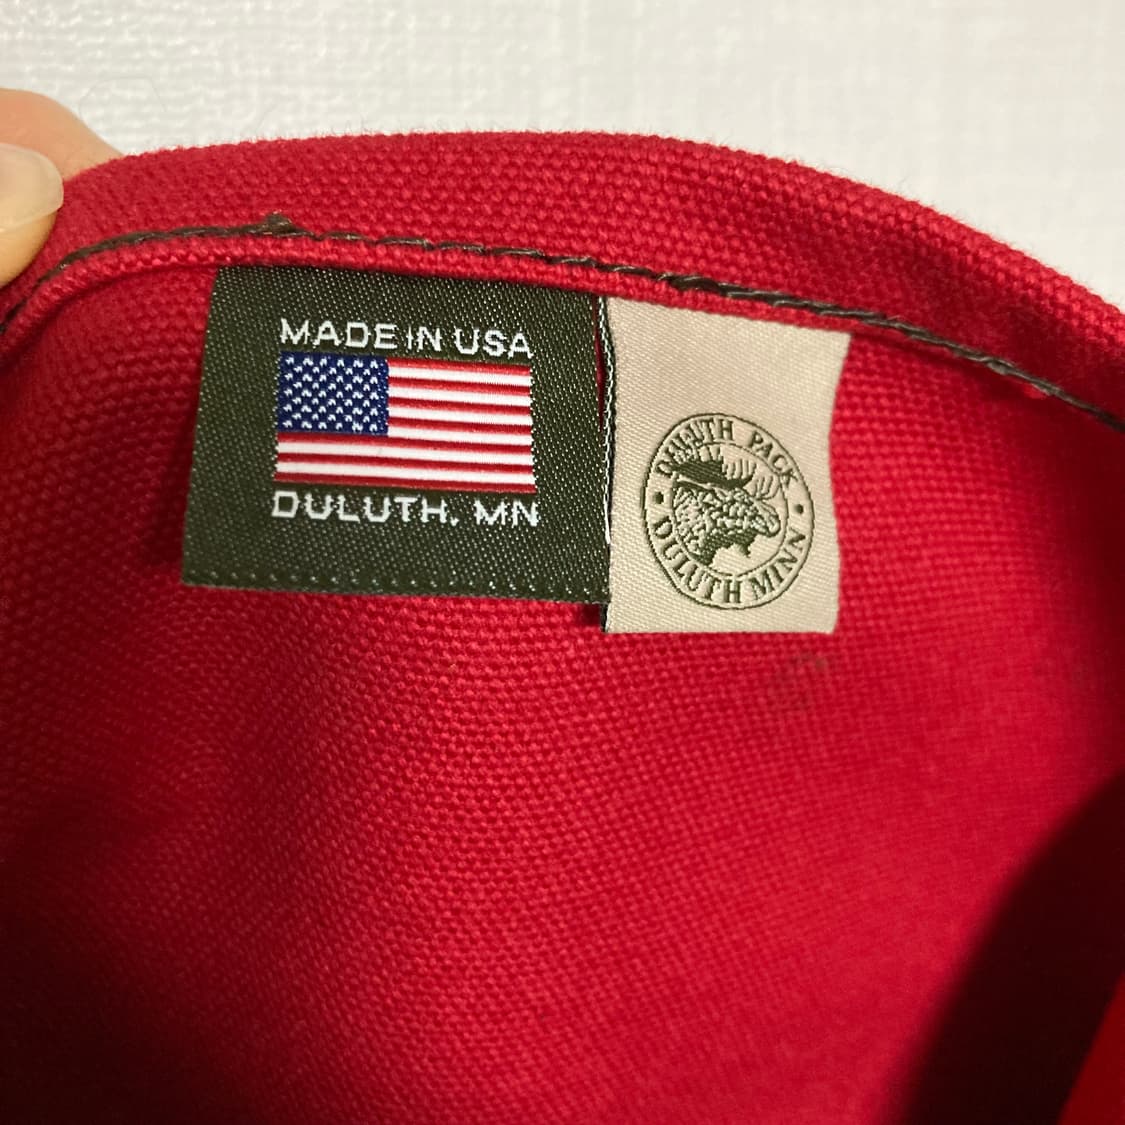 MADE IN USA
DULUTH, MN
DULUTH PACK
DULUTH MINN